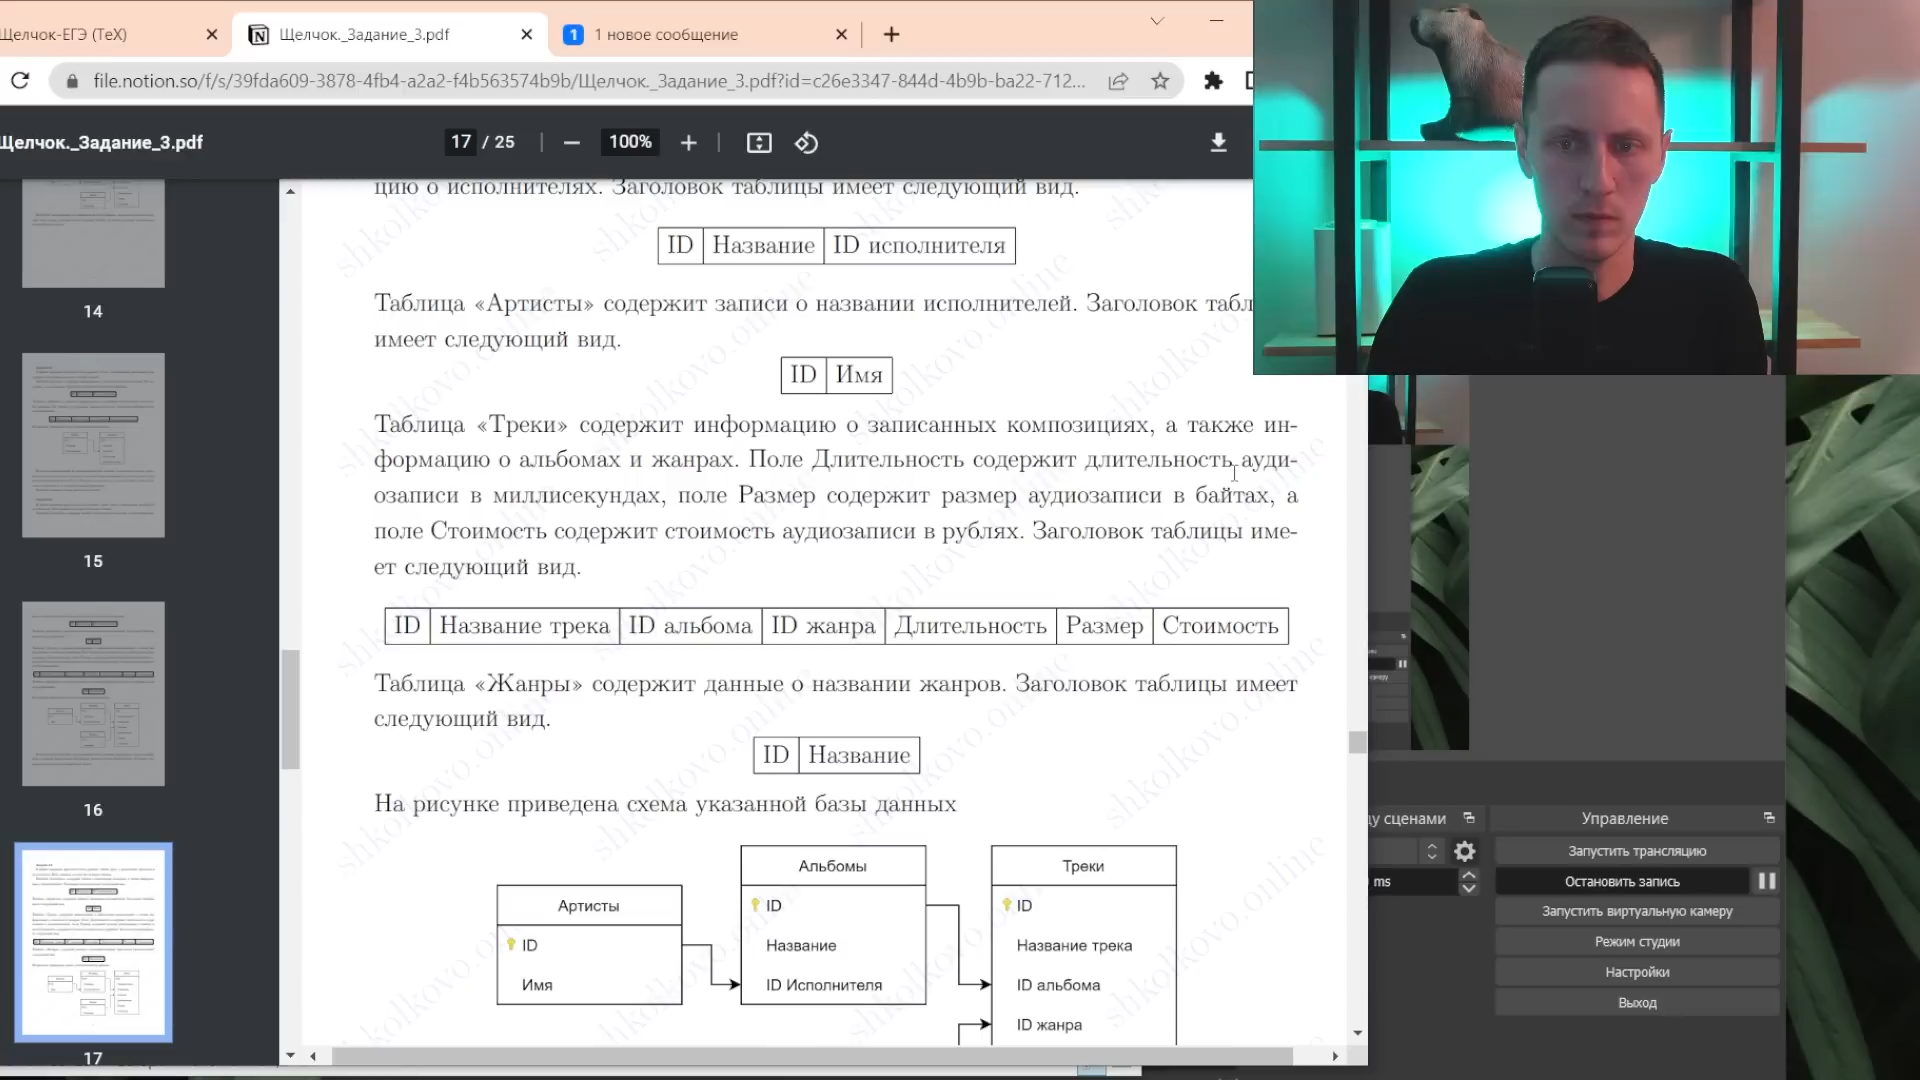 Щелчок-ЕГЭ (TeX)
Щелчок._Задание_3.pdf
1
1 новое сообщение
file.notion.so/f/s/39fda609-3878-4fb4-a2a2-f4b563574b9b/Щелчок._Задание_3.pdf?id=c26e3347-844d-4b9b-ba22-712...
Щелчок._Задание_3.pdf
17 / 25
100%
14
15
16
17
цию о исполнителях. Заголовок таблицы имеет следующий вид.
ID Название ID исполнителя
Таблица «Артисты» содержит записи о названии исполнителей. Заголовок табл
имеет следующий вид.
ID Имя
Таблица «Треки» содержит информацию о записанных композициях, а также ин-
формацию о альбомах и жанрах. Поле Длительность содержит длительность ауди-
озаписи в миллисекундах, поле Размер содержит размер аудиозаписи в байтах, а
поле Стоимость содержит стоимость аудиозаписи в рублях. Заголовок таблицы име-
ет следующий вид.
ID Название трека ID альбома ID жанра Длительность Размер Стоимость
Таблица «Жанры» содержит данные о названии жанров. Заголовок таблицы имеет
следующий вид.
ID Название
На рисунке приведена схема указанной базы данных
Артисты
ID
Имя
Альбомы
ID
Название
ID Исполнителя
Треки
ID
Название трека
ID альбома
ID жанра
shkolkovo.online
у сценами
ms
Управление
Запустить трансляцию
Остановить запись
Запустить виртуальную камеру
Режим студии
Настройки
Выход